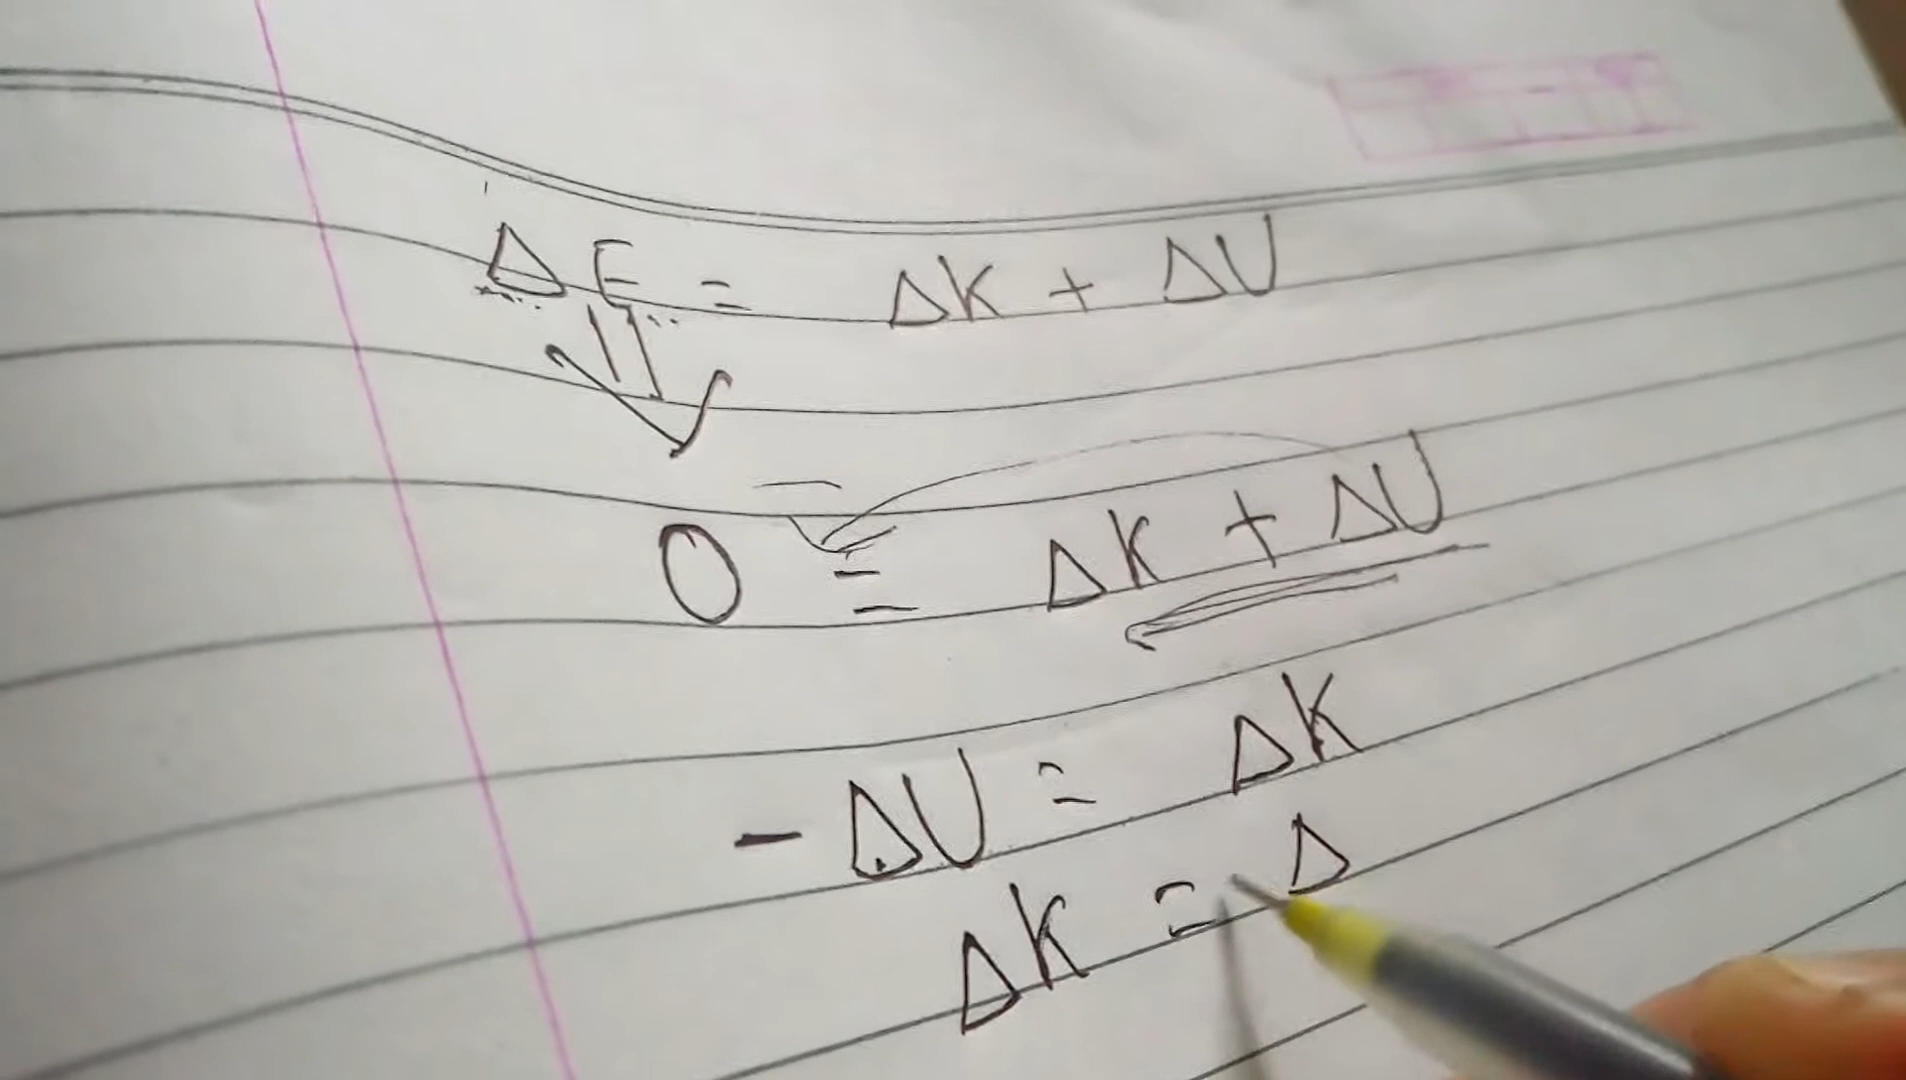 ΔE = ΔK + ΔU
0 = ΔK + ΔU
- ΔU = ΔK
ΔK = Δ